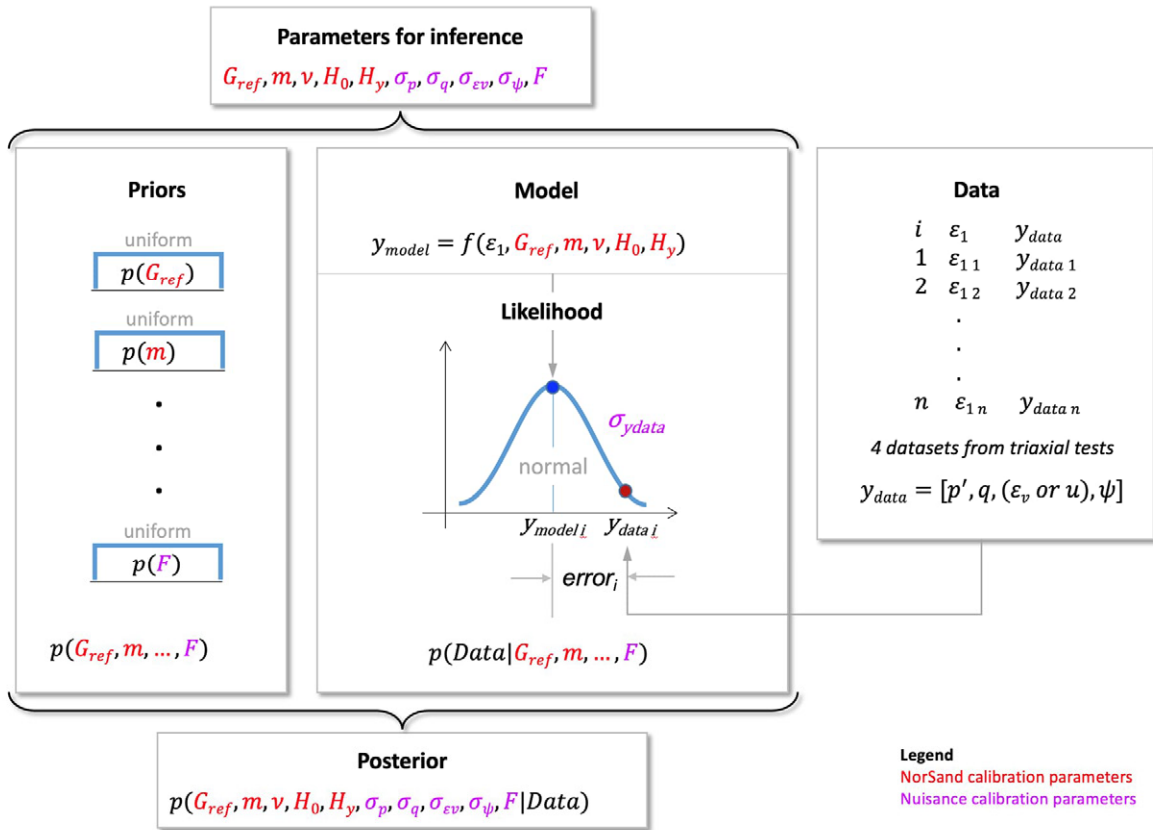 Parameters for inference
G_ref, m, ν, H_0, H_y, σ_p, σ_q, σ_εv, σ_ψ, F
Priors
uniform
p(G_ref)
uniform
p(m)
.
.
.
uniform
p(F)
p(G_ref, m, …, F)
Model
y_model = f(ε_1, G_ref, m, ν, H_0, H_y)
Likelihood
σ_ydata
normal
y_model i y_data i
error_i
p(Data|G_ref, m, …, F)
Data
i ε_1 y_data
1 ε_1 1 y_data 1
2 ε_1 2 y_data 2
.
.
.
n ε_1 n y_data n
4 datasets from triaxial tests
y_data = [p′, q, (ε_v or u), ψ]
Posterior
p(G_ref, m, ν, H_0, H_y, σ_p, σ_q, σ_εv, σ_ψ, F|Data)
Legend
NorSand calibration parameters
Nuisance calibration parameters